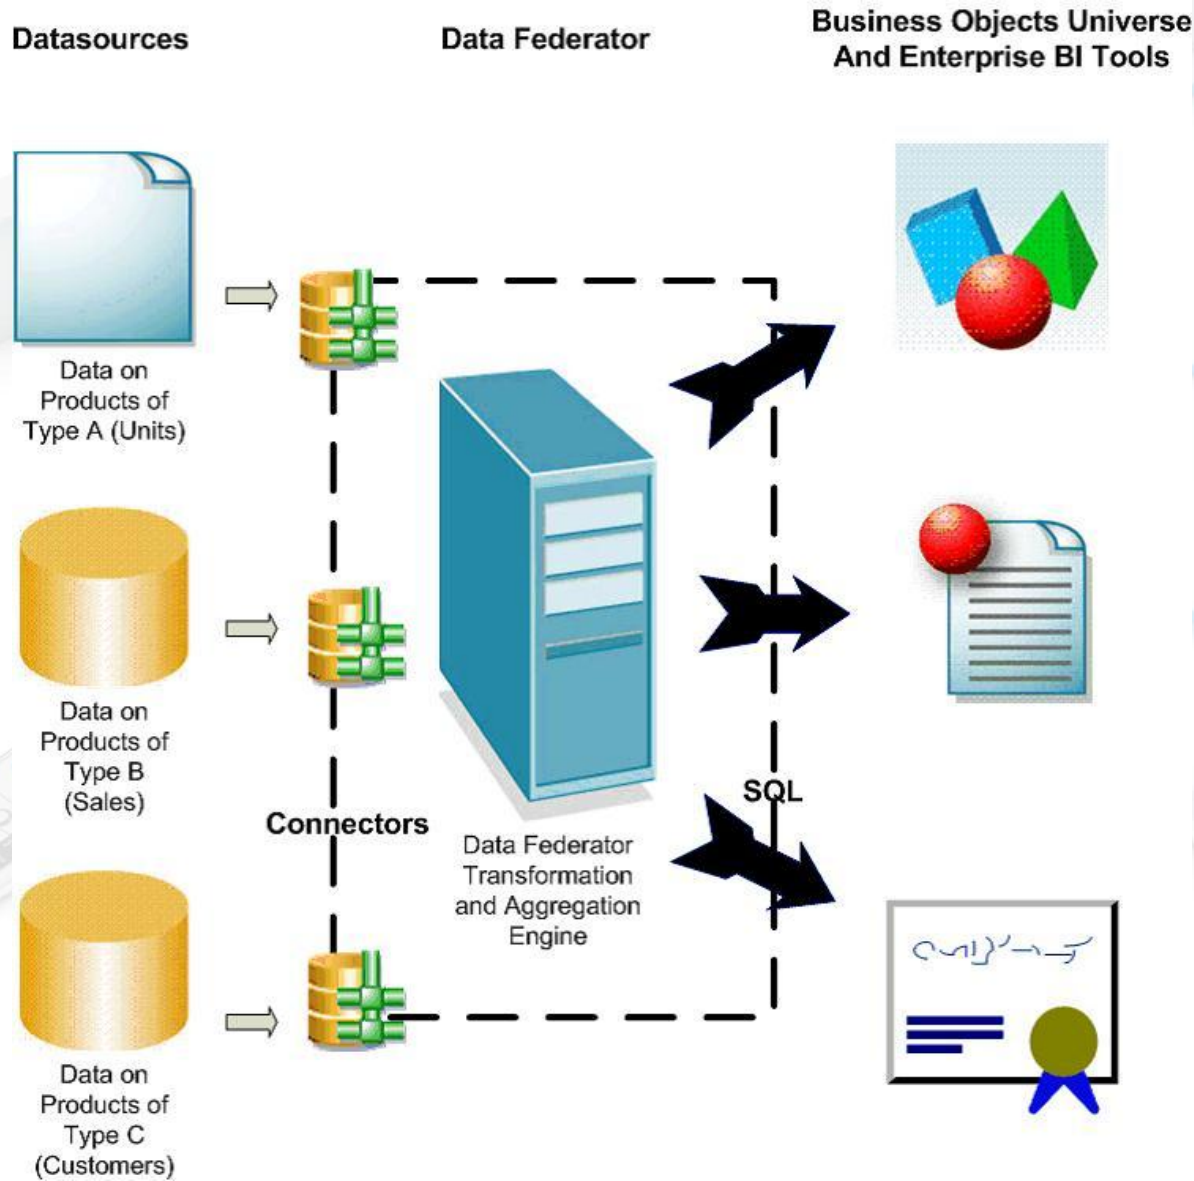 Datasources
Data Federator
Business Objects Universe
And Enterprise BI Tools
Data on
Products of
Type A (Units)
Data on
Products of
Type B
(Sales)
Connectors
SQL
Data Federator
Transformation
and Aggregation
Engine
Data on
Products of
Type C
(Customers)